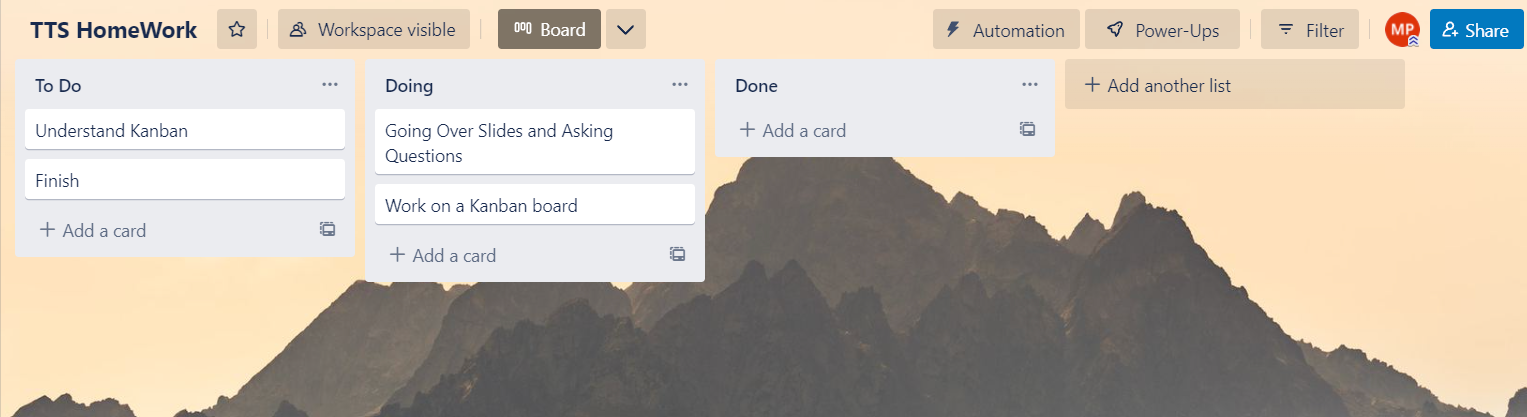 TTS HomeWork
Workspace visible
Board
Automation
Power-Ups
Filter
MP
Share
To Do
Understand Kanban
Finish
Add a card
Doing
Going Over Slides and Asking
Questions
Work on a Kanban board
Add a card
Done
Add a card
Add another list